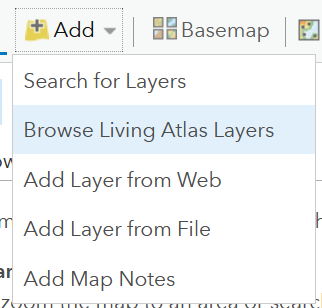 Add Basemap
Search for Layers
Browse Living Atlas Layers
Add Layer from Web
Add Layer from File
Add Map Notes